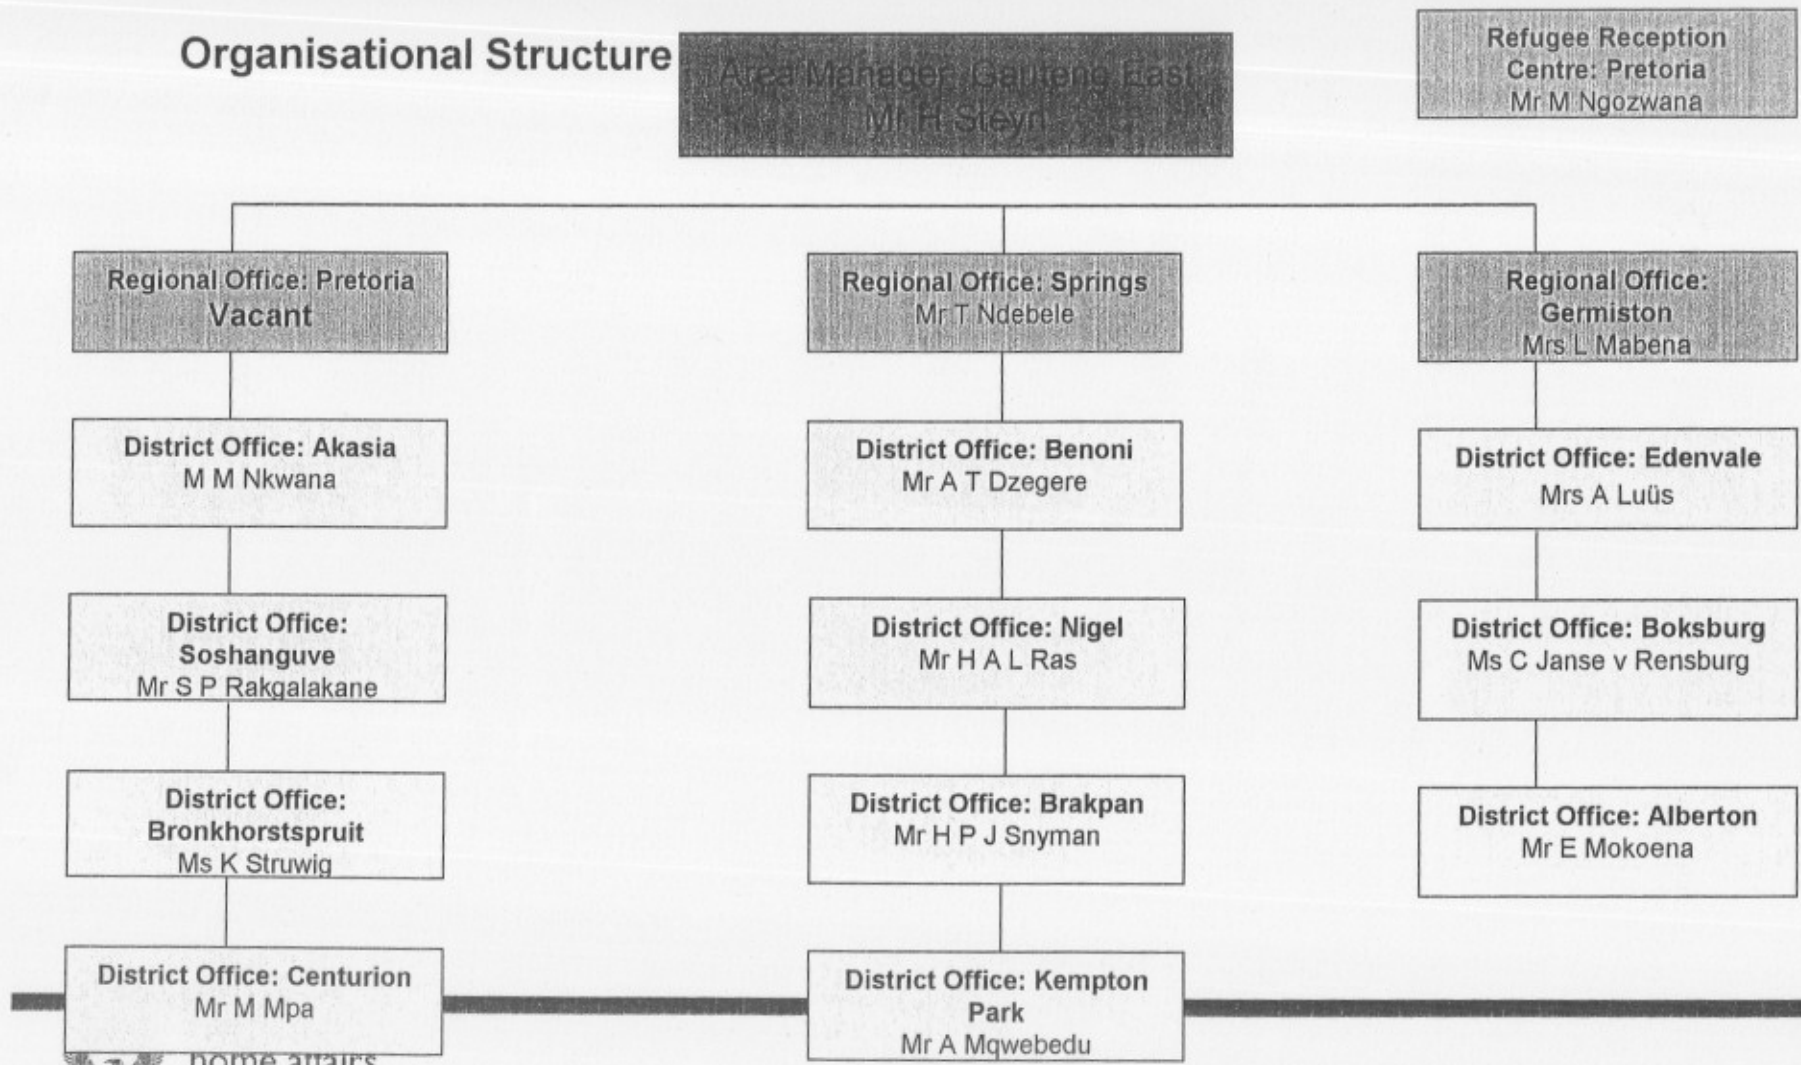 Organisational Structure
Area Manager: Gauteng East
Mr H Steyn
Refugee Reception
Centre: Pretoria
Mr M Ngozwana
Regional Office: Pretoria
Vacant
District Office: Akasia
M M Nkwana
District Office:
Soshanguve
Mr S P Rakgalakane
District Office:
Bronkhorstspruit
Ms K Struwig
District Office: Centurion
Mr M Mpa
Regional Office: Springs
Mr T Ndebele
District Office: Benoni
Mr A T Dzegere
District Office: Nigel
Mr H A L Ras
District Office: Brakpan
Mr H P J Snyman
District Office: Kempton
Park
Mr A Mqwebedu
Regional Office:
Germiston
Mrs L Mabena
District Office: Edenvale
Mrs A Luüs
District Office: Boksburg
Ms C Janse v Rensburg
District Office: Alberton
Mr E Mokoena
home affairs